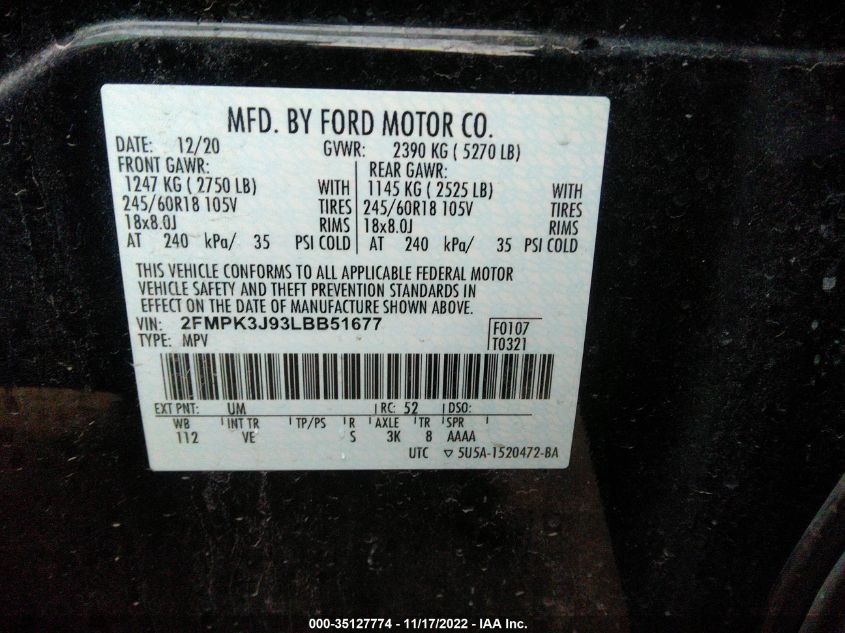 MFD. BY FORD MOTOR CO.
DATE: 12/20 GVWR: 2390 KG ( 5270 LB)
FRONT GAWR: REAR GAWR:
1247 KG ( 2750 LB) WITH 1145 KG ( 2525 LB) WITH
245/60R18 105V TIRES 245/60R18 105V TIRES
18x8.0J RIMS 18x8.0J RIMS
AT 240 kPa/ 35 PSI COLD AT 240 kPa/ 35 PSI COLD
THIS VEHICLE CONFORMS TO ALL APPLICABLE FEDERAL MOTOR
VEHICLE SAFETY AND THEFT PREVENTION STANDARDS IN
EFFECT ON THE DATE OF MANUFACTURE SHOWN ABOVE.
VIN: 2FMPK3J93LBB51677 F0107
TYPE: MPV T0321
EXT PNT: UM RC: 52 DSO:
WB INT TR TP/PS R AXLE TR SPR
112 VE S 3K 8 AAAA
UTC ▽ 5U5A-1520472-BA
000-35127774 - 11/17/2022 - IAA Inc.